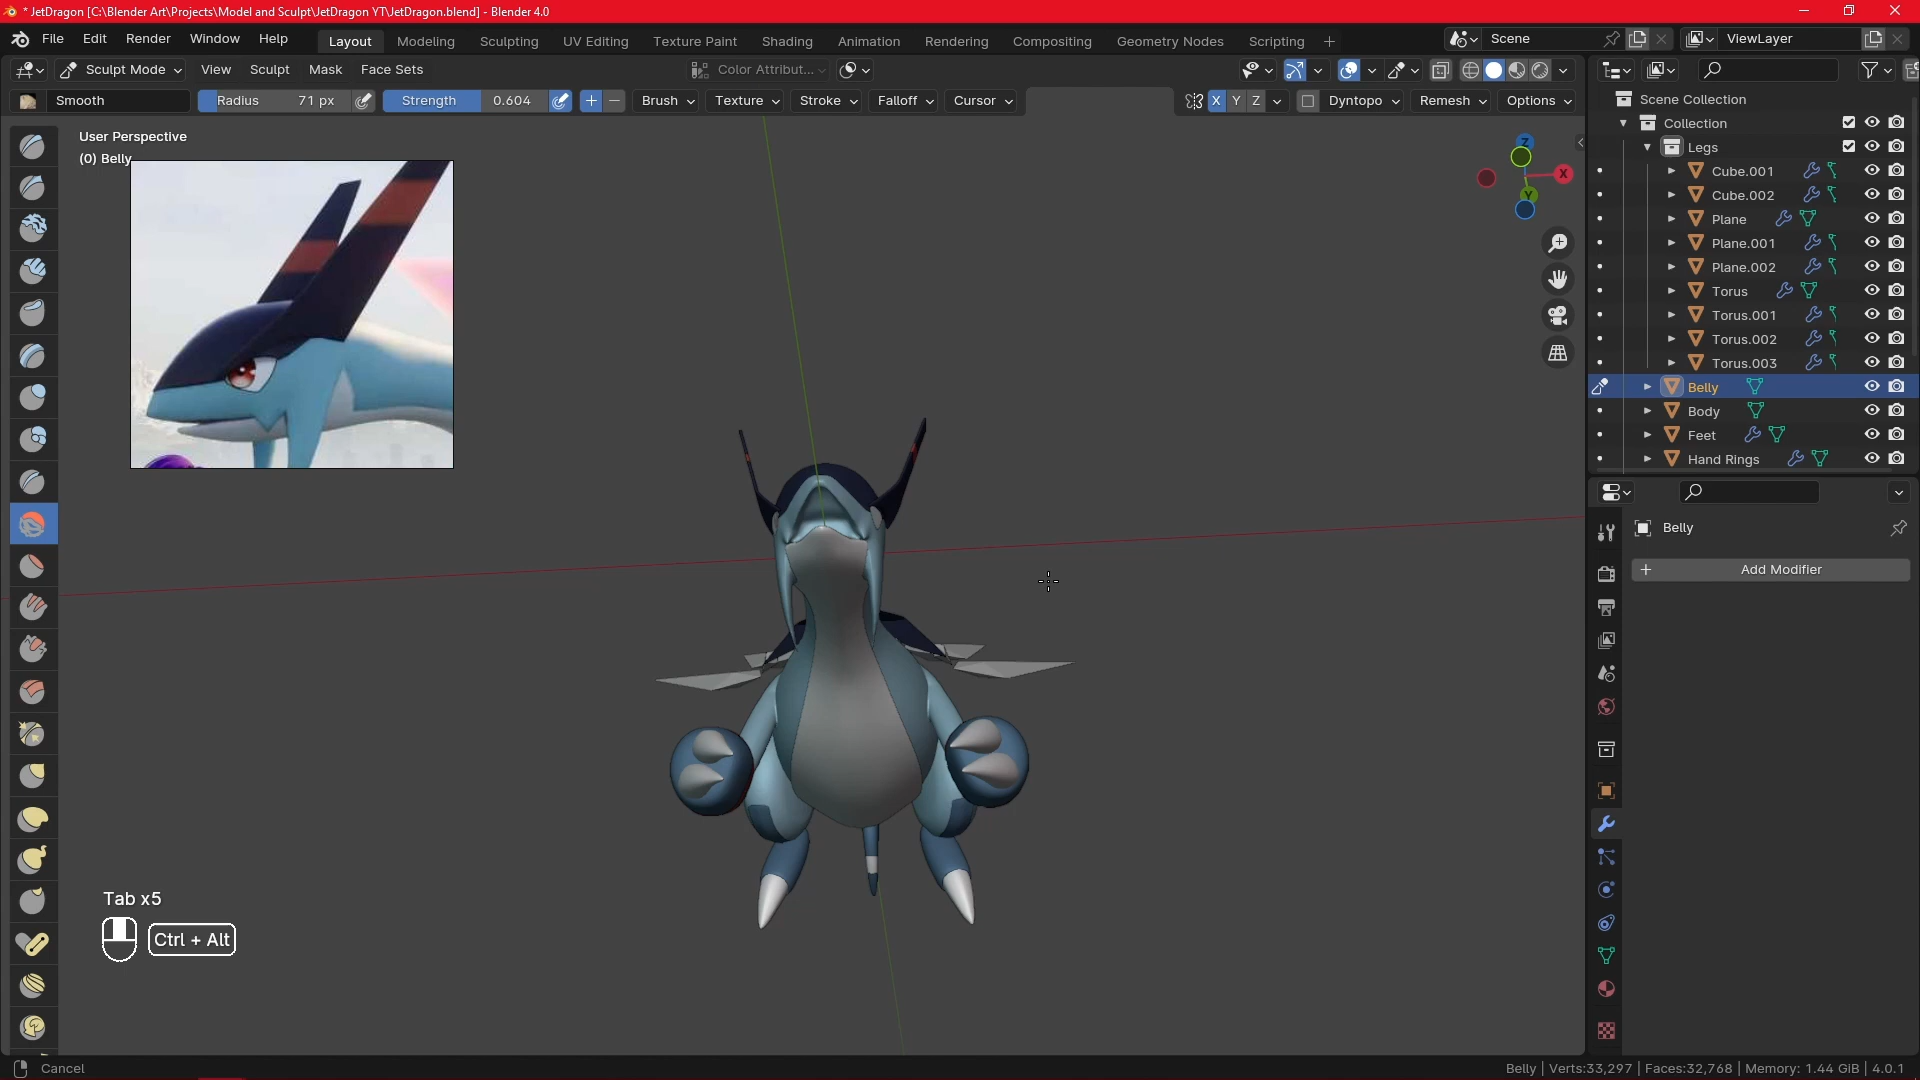 * JetDragon [C:\Blender Art\Projects\Model and Sculpt\JetDragon YT\JetDragon.blend] - Blender 4.0
File Edit Render Window Help Layout Modeling Sculpting UV Editing Texture Paint Shading Animation Rendering Compositing Geometry Nodes Scripting + Scene ViewLayer
Sculpt Mode View Sculpt Mask Face Sets Color Attribut...
Smooth Radius 71 px Strength 0.604 + − Brush Texture Stroke Falloff Cursor X Y Z Dyntopo Remesh Options
User Perspective
(0) Belly
Z
X
Y
Tab x5
Ctrl + Alt
Scene Collection
Collection
Legs
Cube.001
Cube.002
Plane
Plane.001
Plane.002
Torus
Torus.001
Torus.002
Torus.003
Belly
Body
Feet
Hand Rings
Belly
+ Add Modifier
Cancel
Belly | Verts:33,297 | Faces:32,768 | Memory: 1.44 GiB | 4.0.1